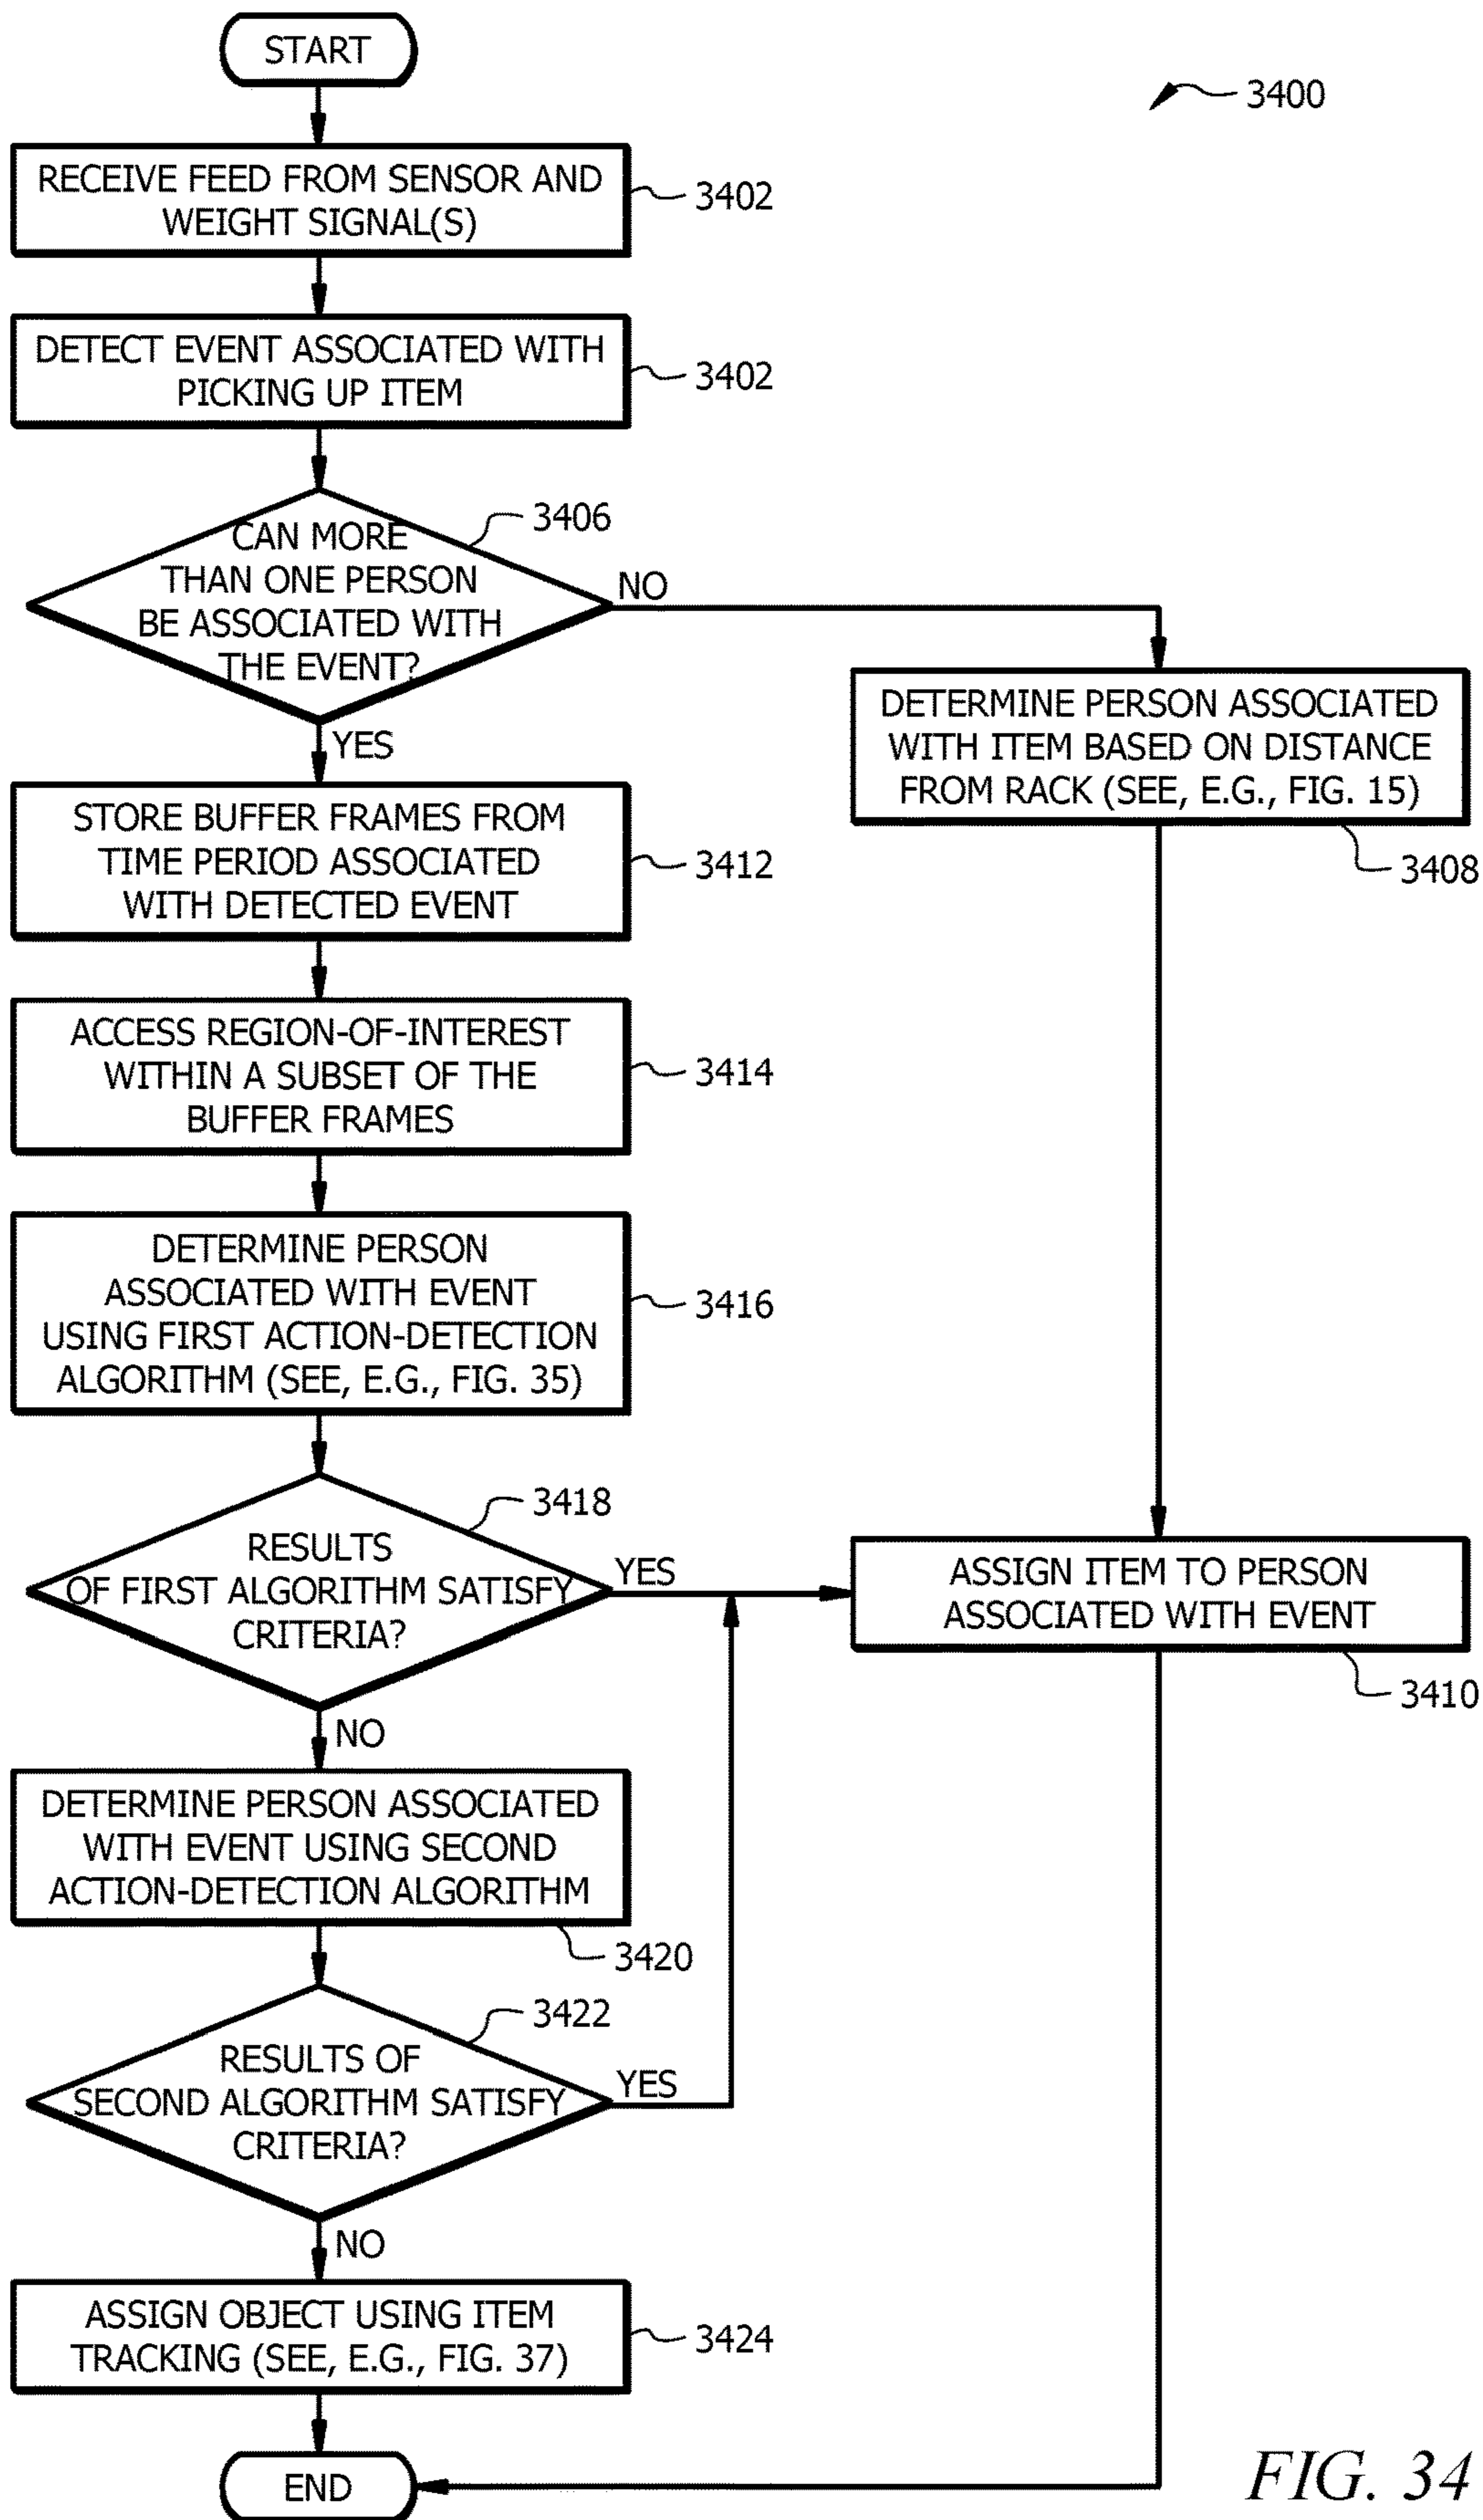 START
3400
RECEIVE FEED FROM SENSOR AND
WEIGHT SIGNAL(S)
3402
DETECT EVENT ASSOCIATED WITH
PICKING UP ITEM
3402
3406
CAN MORE
THAN ONE PERSON
BE ASSOCIATED WITH
THE EVENT?
NO
YES
DETERMINE PERSON ASSOCIATED
WITH ITEM BASED ON DISTANCE
FROM RACK (SEE, E.G., FIG. 15)
3408
STORE BUFFER FRAMES FROM
TIME PERIOD ASSOCIATED
WITH DETECTED EVENT
3412
ACCESS REGION-OF-INTEREST
WITHIN A SUBSET OF THE
BUFFER FRAMES
3414
DETERMINE PERSON
ASSOCIATED WITH EVENT
USING FIRST ACTION-DETECTION
ALGORITHM (SEE, E.G., FIG. 35)
3416
3418
RESULTS
OF FIRST ALGORITHM SATISFY
CRITERIA?
YES
NO
ASSIGN ITEM TO PERSON
ASSOCIATED WITH EVENT
3410
DETERMINE PERSON ASSOCIATED
WITH EVENT USING SECOND
ACTION-DETECTION ALGORITHM
3420
3422
RESULTS OF
SECOND ALGORITHM SATISFY
CRITERIA?
YES
NO
ASSIGN OBJECT USING ITEM
TRACKING (SEE, E.G., FIG. 37)
3424
END
FIG. 34